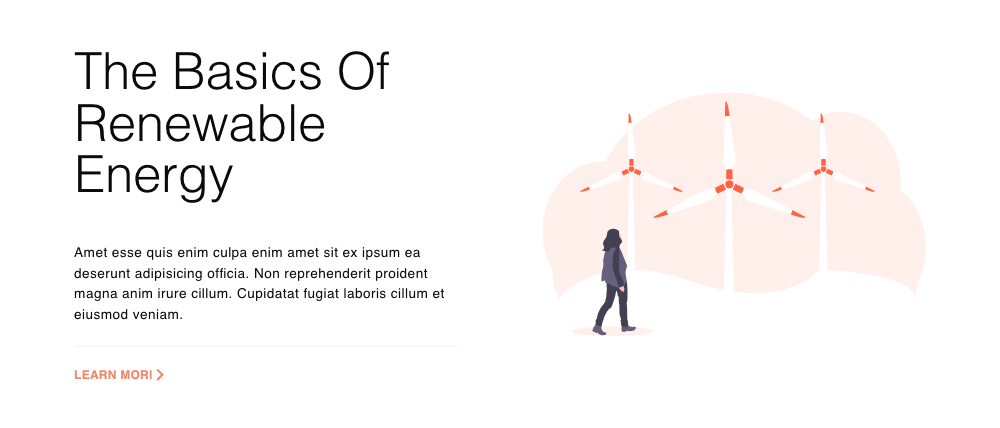 The Basics Of
Renewable
Energy
Amet esse quis enim culpa enim amet sit ex ipsum ea
deserunt adipisicing officia. Non reprehenderit proident
magna anim irure cillum. Cupidatat fugiat laboris cillum et
eiusmod veniam.
LEARN MORI